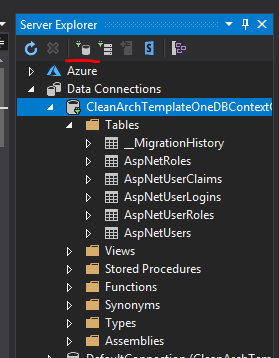 Server Explorer
Azure
Data Connections
CleanArchTemplateOneDBContext
Tables
__MigrationHistory
AspNetRoles
AspNetUserClaims
AspNetUserLogins
AspNetUserRoles
AspNetUsers
Views
Stored Procedures
Functions
Synonyms
Types
Assemblies
DefaultConnection (CleanArchTem